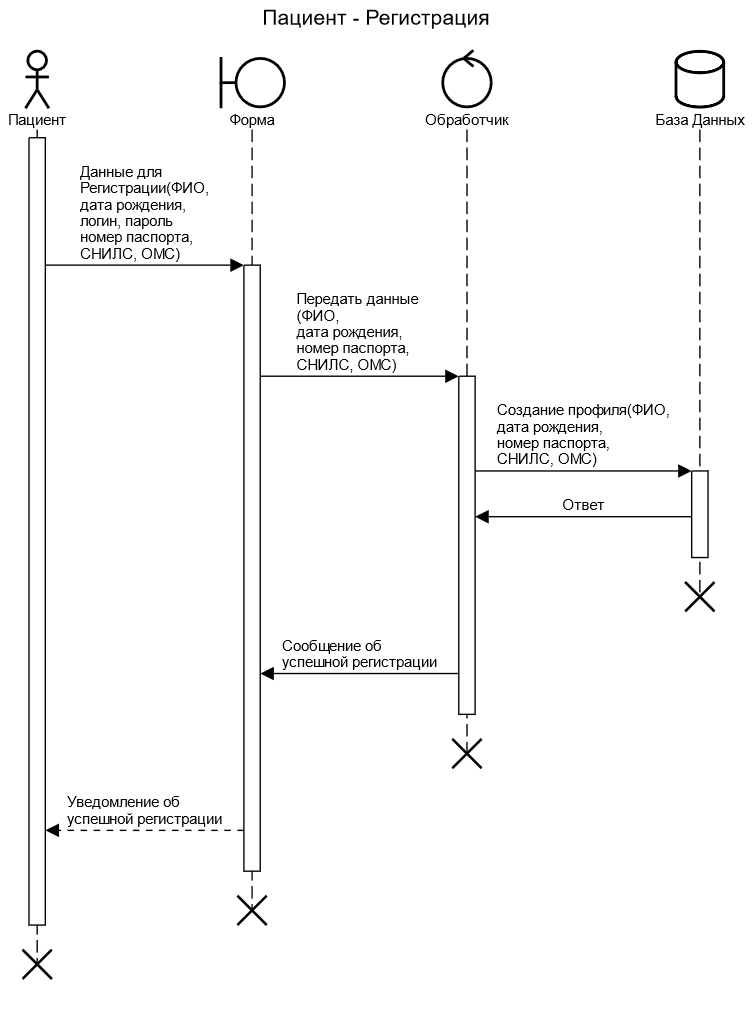 Пациент - Регистрация
Пациент
Форма
Обработчик
База Данных
Данные для
Регистрации(ФИО,
дата рождения,
логин, пароль
номер паспорта,
СНИЛС, ОМС)
Передать данные
(ФИО,
дата рождения,
номер паспорта,
СНИЛС, ОМС)
Создание профиля(ФИО,
дата рождения,
номер паспорта,
СНИЛС, ОМС)
Ответ
Сообщение об
успешной регистрации
Уведомление об
успешной регистрации